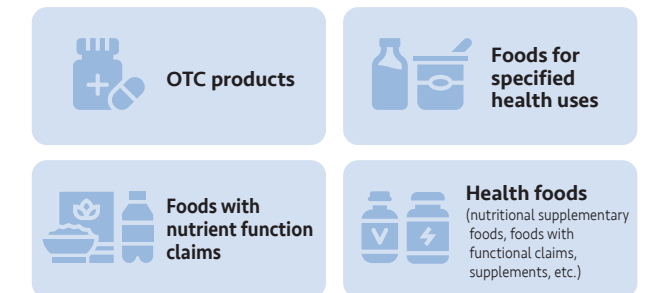 OTC products
Foods for
specified
health uses
Foods with
nutrient function
claims
Health foods
(nutritional supplementary
foods, foods with
functional claims,
supplements, etc.)
V